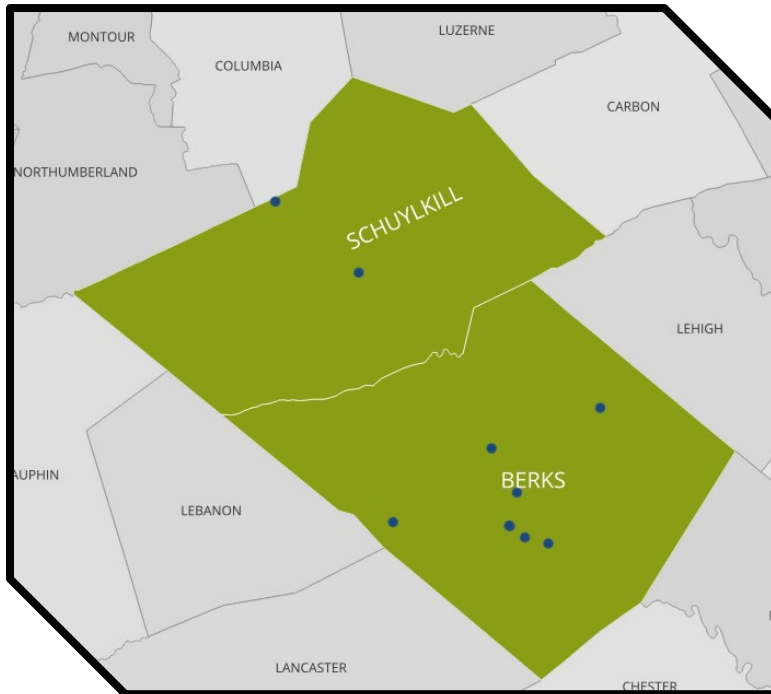 LUZERNE
MONTOUR
COLUMBIA
CARBON
NORTHUMBERLAND
SCHUYLKILL
LEHIGH
AUPHIN
BERKS
LEBANON
LANCASTER
CHESTER